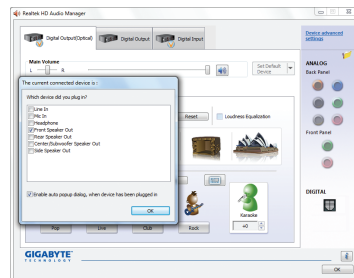 Realtek HD Audio Manager
Digital Output(Optical)
Digital Output
Digital Input
Device advanced settings
Main Volume
L
R
Set Default Device
ANALOG
Back Panel
The current connected device is :
Which device did you plug in?
Line In
Mic In
Headphone
Front Speaker Out
Rear Speaker Out
Center/Subwoofer Speaker Out
Side Speaker Out
Reset
Loudness Equalization
Front Panel
Enable auto popup dialog, when device has been plugged in
OK
Karaoke
+0
DIGITAL
Pop
Live
Club
Rock
GIGABYTE
TECHNOLOGY
OK